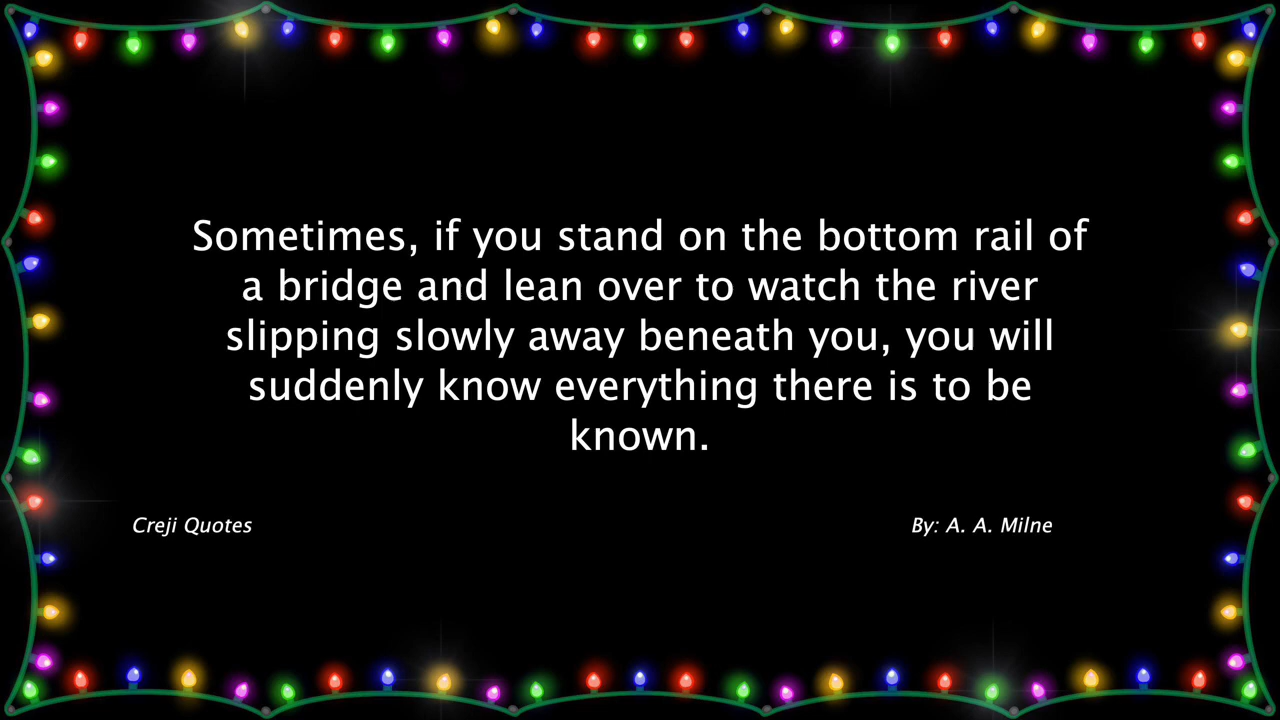 Sometimes, if you stand on the bottom rail of
a bridge and lean over to watch the river
slipping slowly away beneath you, you will
suddenly know everything there is to be
known.
Creji Quotes
By: A. A. Milne